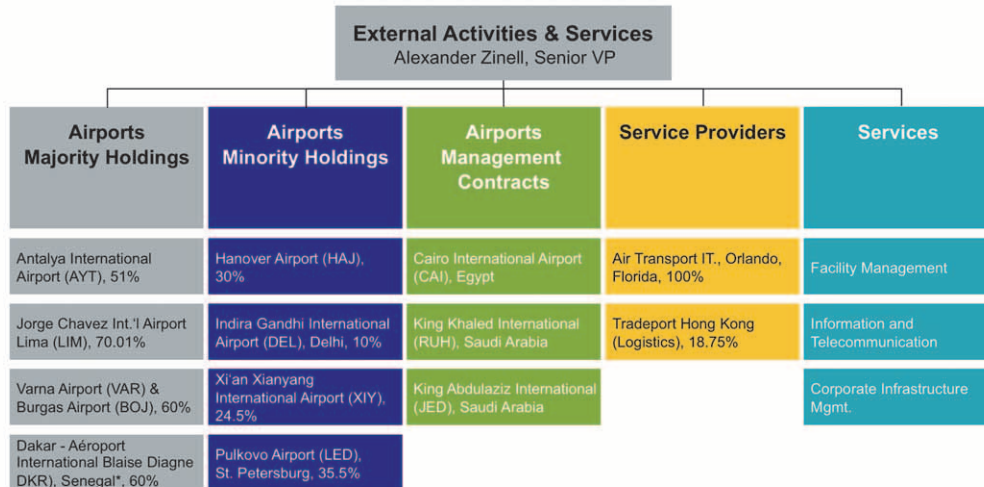 External Activities & Services
Alexander Zinell, Senior VP
Airports
Majority Holdings
Airports
Minority Holdings
Airports
Management
Contracts
Service Providers
Services
Antalya International
Airport (AYT), 51%
Hanover Airport (HAJ),
30%
Cairo International Airport
(CAI), Egypt
Air Transport IT., Orlando,
Florida, 100%
Facility Management
Jorge Chavez Int.'l Airport
Lima (LIM), 70.01%
Indira Gandhi International
Airport (DEL), Delhi, 10%
King Khaled International
(RUH), Saudi Arabia
Tradeport Hong Kong
(Logistics), 18.75%
Information and
Telecommunication
Varna Airport (VAR) &
Burgas Airport (BOJ), 60%
Xi'an Xianyang
International Airport (XIY),
24.5%
King Abdulaziz International
(JED), Saudi Arabia
Corporate Infrastructure
Mgmt.
Dakar - Aéroport
International Blaise Diagne
DKR), Senegal*, 60%
Pulkovo Airport (LED),
St. Petersburg, 35.5%